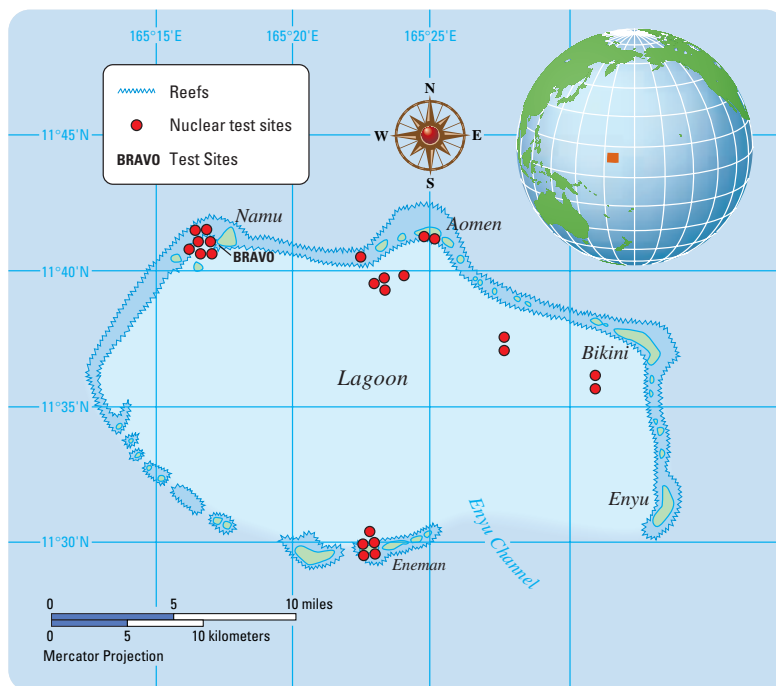 165°15'E 165°20'E 165°25'E
Reefs
Nuclear test sites
BRAVO Test Sites
N
W E
S
11°45'N
Namu
Aomen
BRAVO
11°40'N
Bikini
Lagoon
11°35'N
Enyu
Enyu Channel
11°30'N
Eneman
0 5 10 miles
0 5 10 kilometers
Mercator Projection